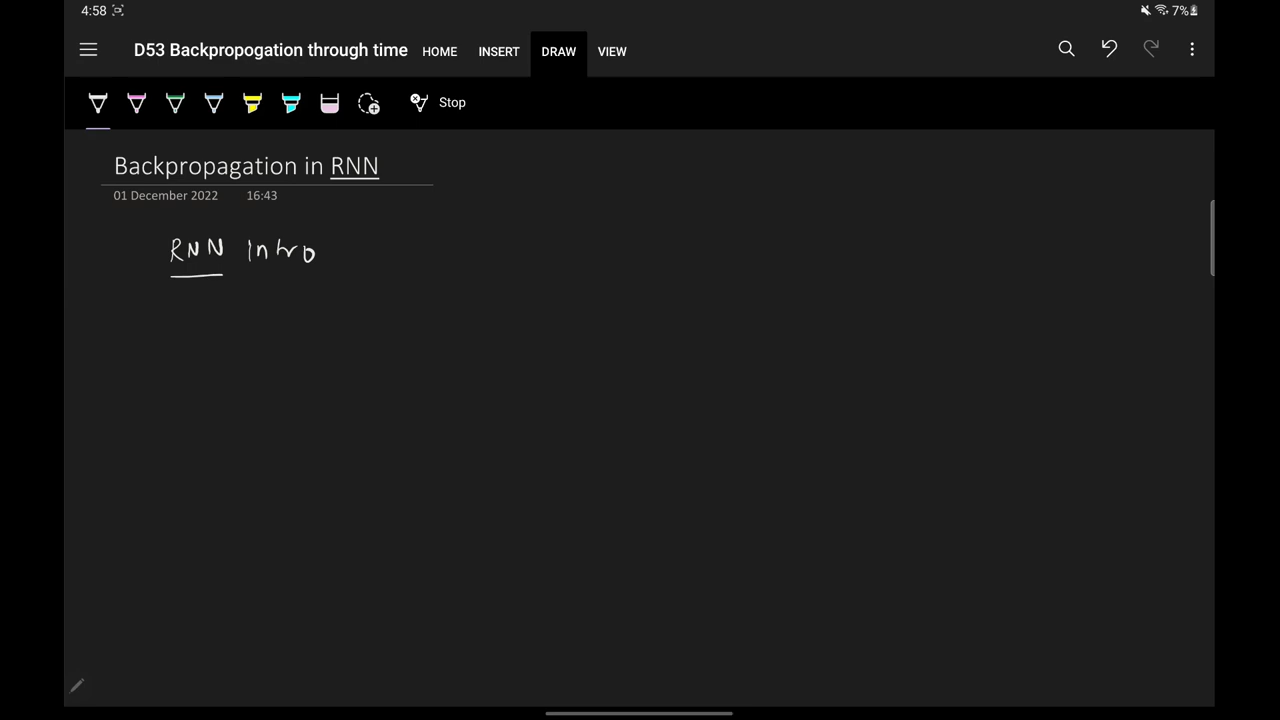 4:58 7%
D53 Backpropogation through time HOME INSERT DRAW VIEW
Stop
Backpropagation in RNN
01 December 2022 16:43
RNN Intro